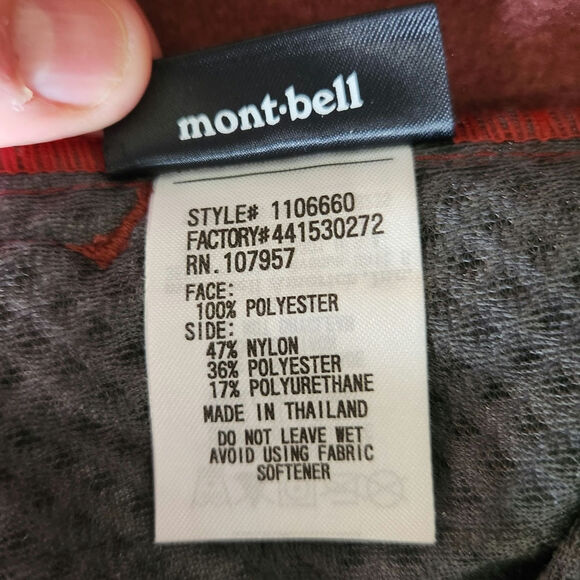 mont-bell
STYLE# 1106660
FACTORY#441530272
RN.107957
FACE:
100% POLYESTER
SIDE:
47% NYLON
36% POLYESTER
17% POLYURETHANE
MADE IN THAILAND
DO NOT LEAVE WET
AVOID USING FABRIC
SOFTENER